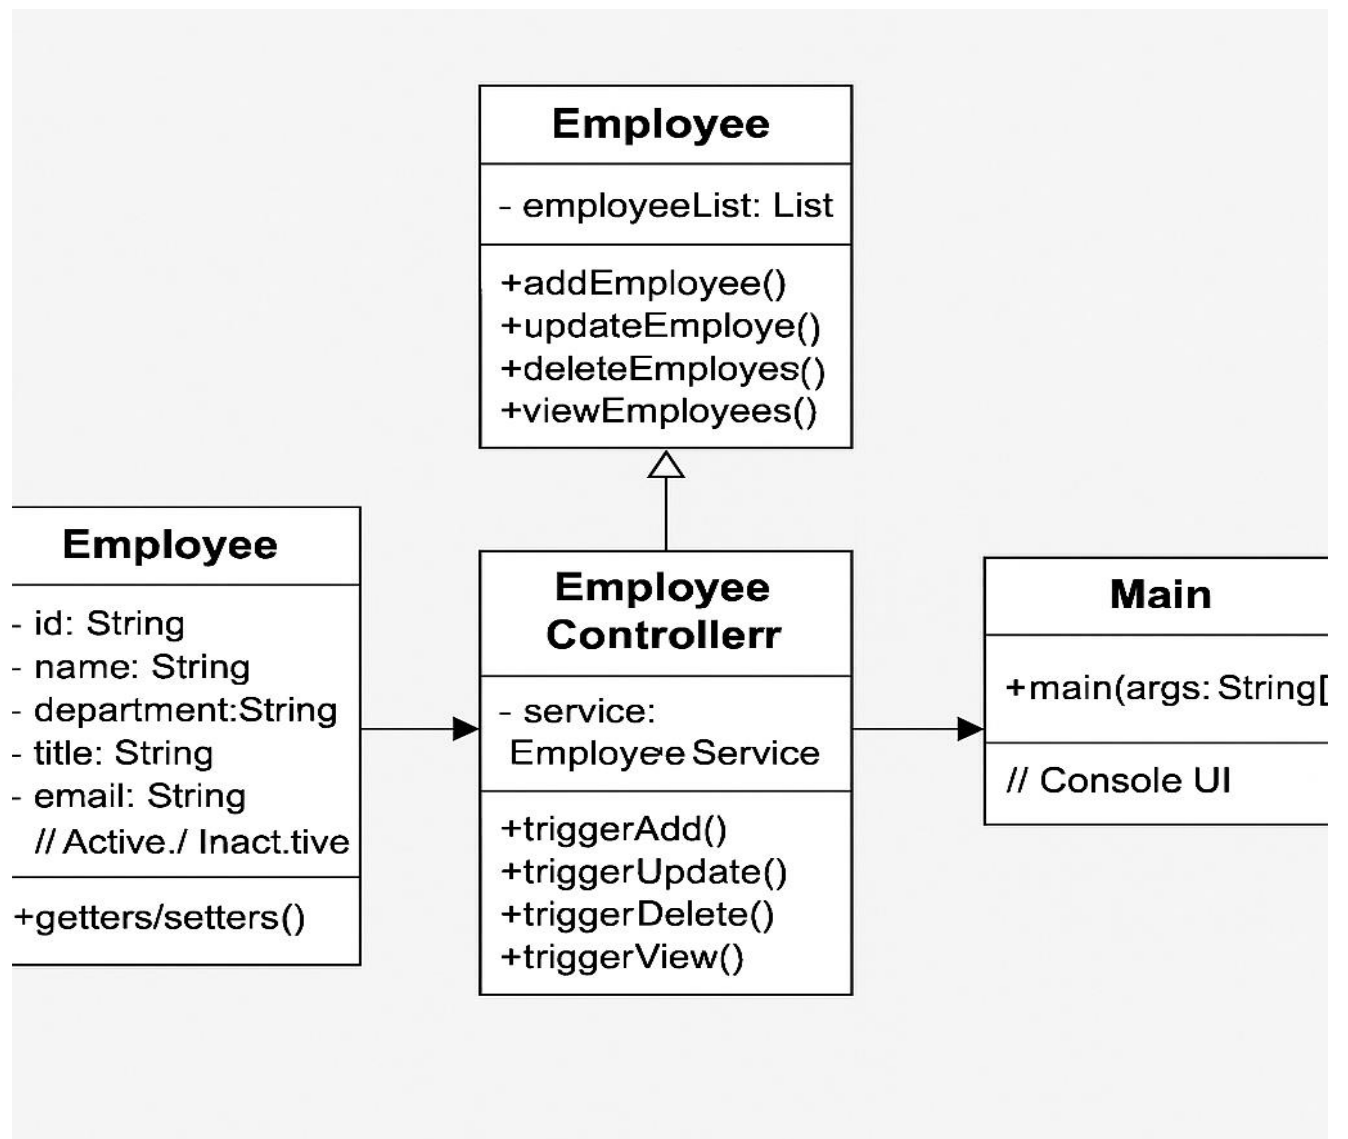 Employee
- employeeList: List
+addEmployee()
+updateEmploye()
+deleteEmployes()
+viewEmployees()
Employee
- id: String
- name: String
- department:String
- title: String
- email: String
// Active./ Inact.tive
+getters/setters()
Employee
Controllerr
- service:
Employee Service
+triggerAdd()
+triggerUpdate()
+triggerDelete()
+triggerView()
Main
+main(args: String[
// Console UI